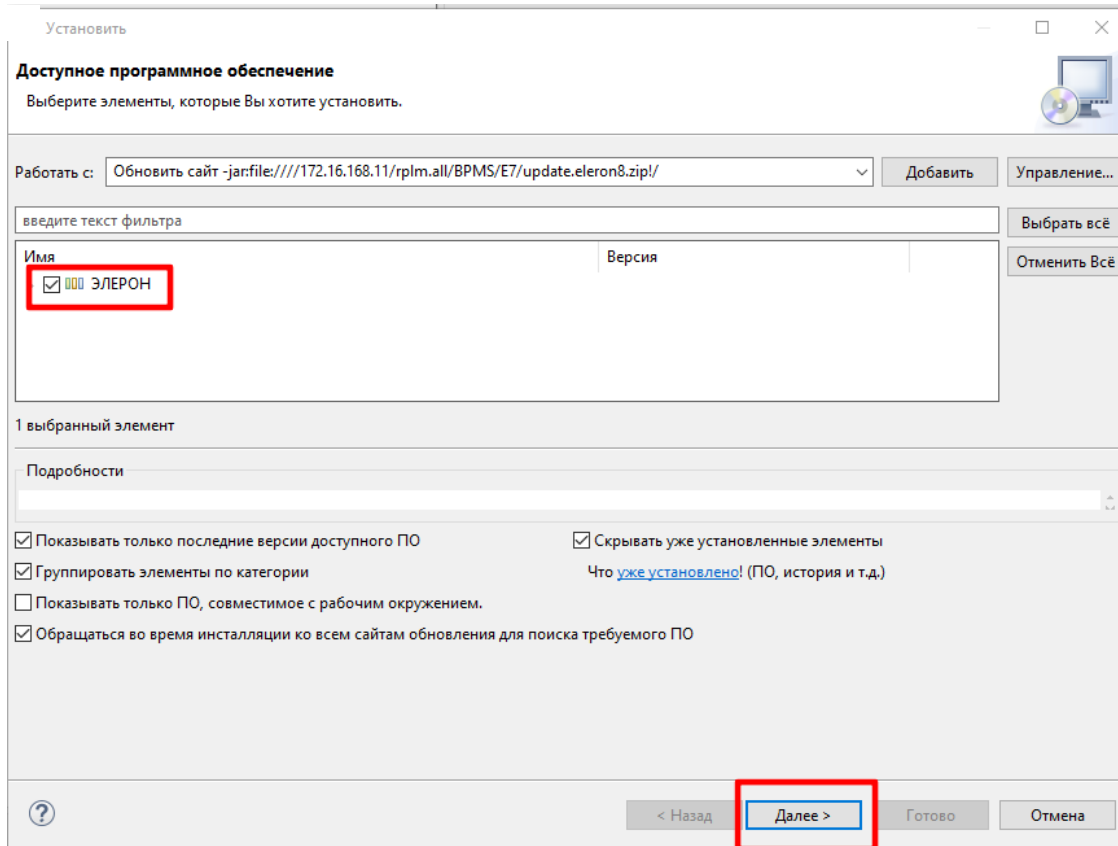 Установить
Доступное программное обеспечение
Выберите элементы, которые Вы хотите установить.
Работать с: Обновить сайт -jar:file:////172.16.168.11/rplm.all/BPMS/E7/update.eleron8.zip!/ Добавить Управление...
введите текст фильтра Выбрать всё
Имя Версия Отменить Всё
ЭЛЕРОН
1 выбранный элемент
Подробности
Показывать только последние версии доступного ПО Скрывать уже установленные элементы
Группировать элементы по категории Что уже установлено! (ПО, история и т.д.)
Показывать только ПО, совместимое с рабочим окружением.
Обращаться во время инсталляции ко всем сайтам обновления для поиска требуемого ПО
? < Назад Далее > Готово Отмена